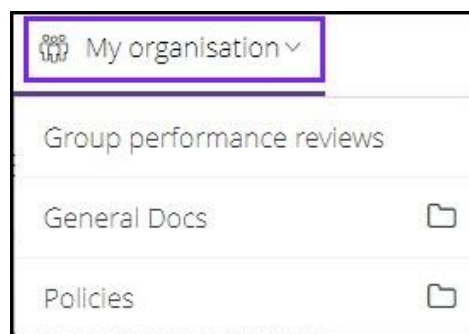 My organisation
Group performance reviews
General Docs
Policies